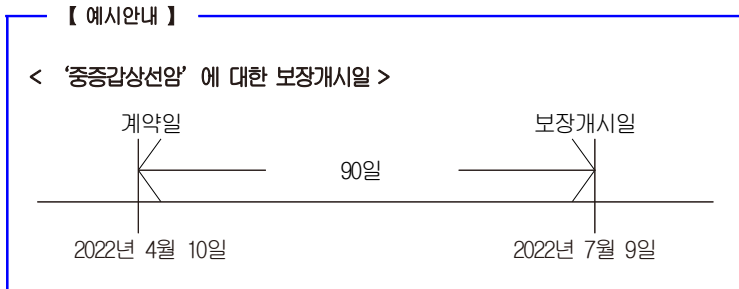 【 예시안내 】
< ‘중증갑상선암’ 에 대한 보장개시일 >
계약일 보장개시일
90일
2022년 4월 10일 2022년 7월 9일